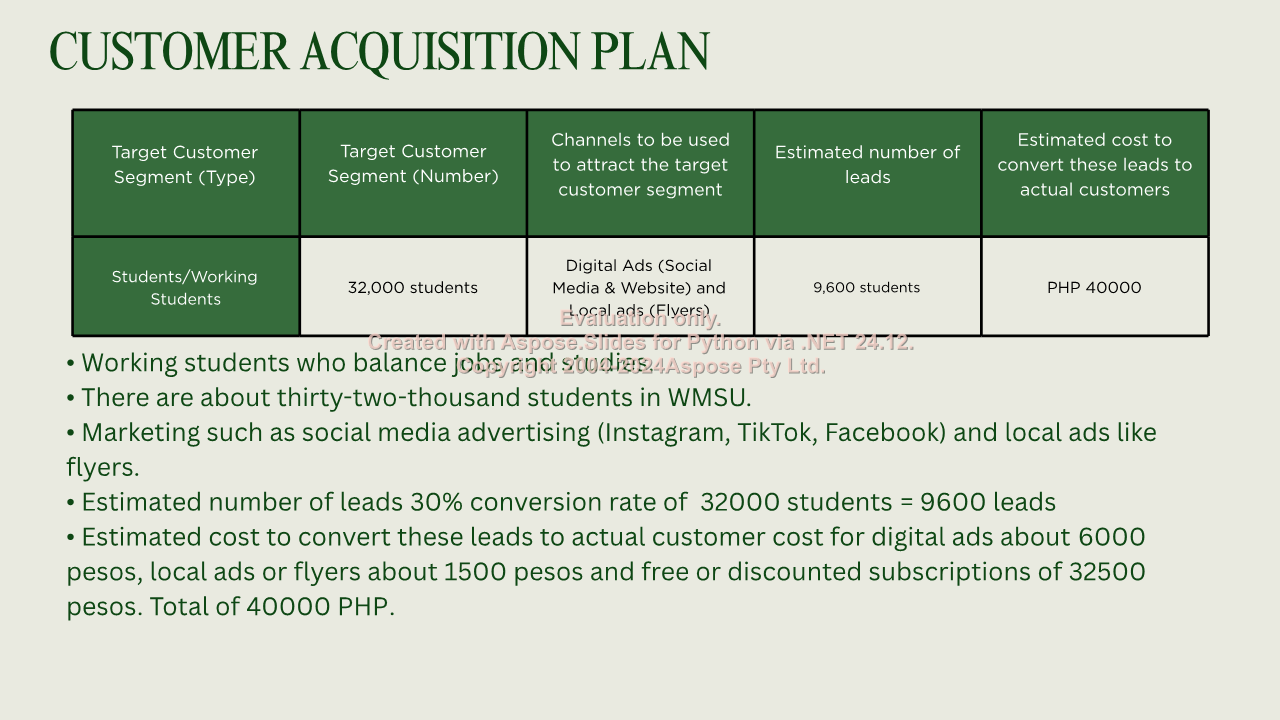 CUSTOMER ACQUISITION PLAN
Target Customer
Segment (Type)
Target Customer
Segment (Number)
Channels to be used
to attract the target
customer segment
Estimated number of
leads
Estimated cost to
convert these leads to
actual customers
Students/Working
Students
32,000 students
Digital Ads (Social
Media & Website) and
Local ads (Flyers)
9,600 students
PHP 40000
Evaluation only.
Created with Aspose.Slides for Python via .NET 24.12.
Copyright 2004-2024Aspose Pty Ltd.
• Working students who balance jobs and studies.
• There are about thirty-two-thousand students in WMSU.
• Marketing such as social media advertising (Instagram, TikTok, Facebook) and local ads like
flyers.
• Estimated number of leads 30% conversion rate of  32000 students = 9600 leads
• Estimated cost to convert these leads to actual customer cost for digital ads about 6000
pesos, local ads or flyers about 1500 pesos and free or discounted subscriptions of 32500
pesos. Total of 40000 PHP.